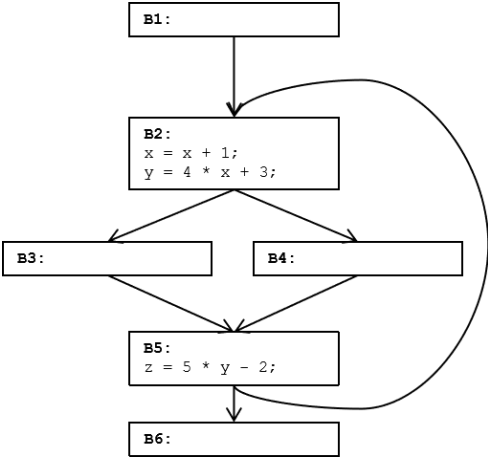 B1:
B2:
x = x + 1;
y = 4 * x + 3;
B3:
B4:
B5:
z = 5 * y - 2;
B6: